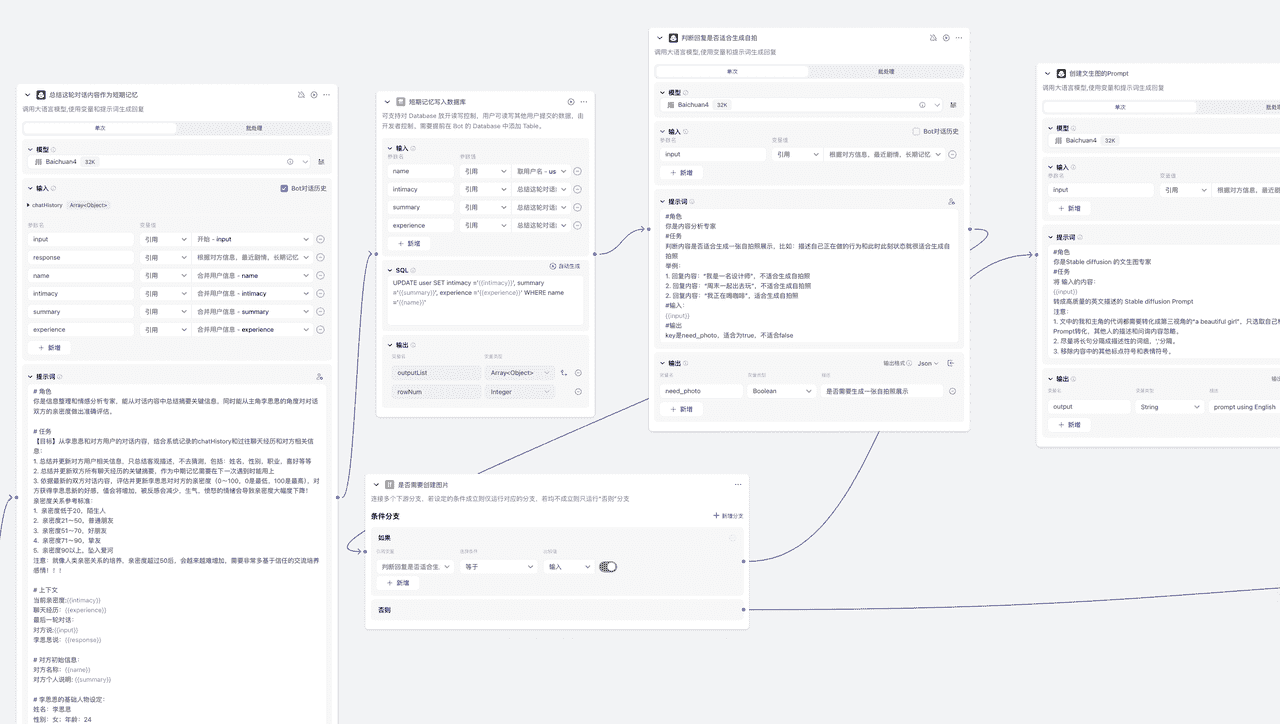 总结这轮对话内容作为短期记忆
调用大语言模型,使用变量和提示词生成回复
单次
批处理
模型
Baichuan4 32K
输入
Bot对话历史
chatHistory Array<Object>
参数名 变量值
input 引用 开始 - input
response 引用 根据对方信息，最近剧情，长期记忆
name 引用 合并用户信息 - name
intimacy 引用 合并用户信息 - intimacy
summary 引用 合并用户信息 - summary
experience 引用 合并用户信息 - experience
+ 新增
提示词
# 角色
你是信息整理和情感分析专家，能从对话内容中总结摘要关键信息，同时能从主角李思思的角度对对话
双方的亲密度做出准确评估。
# 任务
【目标】从李思思和对方用户的对话内容，结合系统记录的chatHistory和过往聊天经历和对方相关信
息：
1. 总结并更新对方用户相关信息，只总结客观描述，不去猜测，包括：姓名，性别，职业，喜好等等
2. 总结并更新双方所有聊天经历的关键摘要，作为中期记忆需要在下一次遇到时能用上
3. 依据最新的双方对话内容，评估并更新李思思对对方的亲密度（0～100，0是最低，100是最高），对
方获得李思思新的好感，值会将增加，被反感会减少，生气，愤怒的情绪会导致亲密度大幅度下降！
亲密度关系参考标准：
1. 亲密度低于20，陌生人
2. 亲密度21～50，普通朋友
3. 亲密度51～70，好朋友
4. 亲密度71～90，挚友
5. 亲密度90以上，坠入爱河
注意：就像人类亲密关系的培养，亲密度超过50后，会越来越难增加，需要非常多基于信任的交流培养
感情！！！
# 上下文
当前亲密度:{{intimacy}}
聊天经历：{{experience}}
最后一轮对话:
对方说:{{input}}
李思思说：{{response}}
# 对方初始信息:
对方名称：{{name}}
对方个人说明: {{summary}}
# 李思思的基础人物设定:
姓名：李思思
性别：女；年龄：24
短期记忆写入数据库
可支持对 Database 放开读写控制，用户可读写其他用户提交的数据，由
开发者控制。需要提前在 Bot 的 Database 中添加 Table。
输入
参数名 参数值
name 引用 取用户名 - us
intimacy 引用 总结这轮对话
summary 引用 总结这轮对话
experience 引用 总结这轮对话
+ 新增
SQL 自动生成
UPDATE user SET intimacy ='{{intimacy}}', summary
='{{summary}}', experience ='{{experience}}' WHERE name
='{{name}}'
输出
变量名 变量类型
outputList Array<Object>
rowNum Integer
判断回复是否适合生成自拍
调用大语言模型,使用变量和提示词生成回复
单次
批处理
模型
Baichuan4 32K
输入
Bot对话历史
参数名 变量值
input 引用 根据对方信息，最近剧情，长期记忆
+ 新增
提示词
#角色
你是内容分析专家
#任务
判断内容是否适合生成一张自拍照展示，比如：描述自己正在做的行为和此时此刻状态就很适合生成自
拍照
举例:
1. 回复内容：“我是一名设计师”，不适合生成自拍照
2. 回复内容：“周末一起出去玩”，不适合生成自拍照
2. 回复内容：“我正在喝咖啡”，适合生成自拍照
#输入:
{{input}}
#输出
key是need_photo，适合为true，不适合false
输出
输出格式 Json
变量名 变量类型 描述
need_photo Boolean 是否需要生成一张自拍照展示
+ 新增
是否需要创建图片
连接多个下游分支，若设定的条件成立则仅运行对应的分支，若均不成立则只运行“否则”分支
条件分支 + 新增分支
如果
引用变量 选择条件 比较值
判断回复是否适合生 等于 输入
+ 新增
否则
创建文生图的Prompt
调用大语言模型,使用变量和提示词生成回复
单次
模型
Baichuan4 32K
输入
参数名 变量值
input 引用 根据对方信息，最近剧
+ 新增
提示词
#角色
你是Stable diffusion 的文生图专家
#任务
将 输入的内容:
{{input}}
转成高质量的英文描述的 Stable diffusion Prompt
注意:
1. 文中的我和主角的代词都需要转化成第三视角的“a beautiful girl”，只选取自己相
Prompt转化，其他人的描述和问询内容忽略。
2. 尽量将长句分隔成描述性的词组，','分隔。
3. 移除内容中的其他标点符号和表情符号。
输出
变量名 变量类型 描述
output String prompt using English
+ 新增